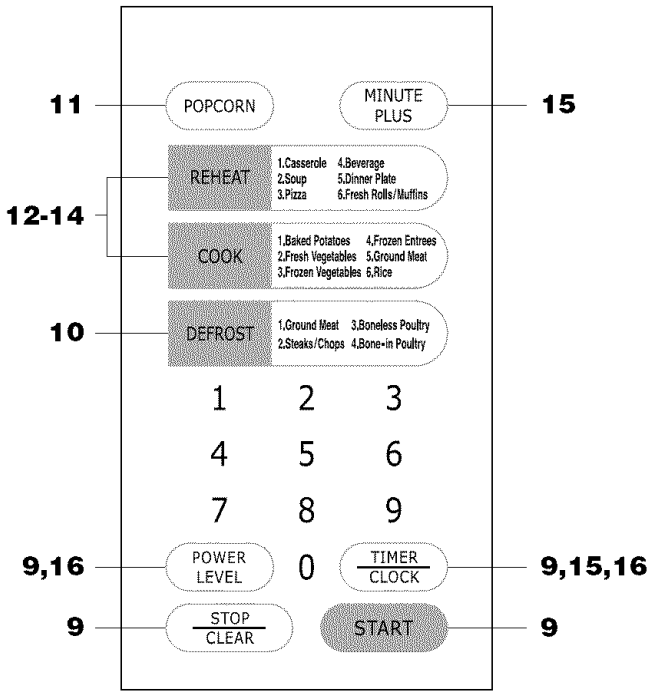 11 POPCORN MINUTE PLUS 15
12-14
REHEAT
1.Casserole 4.Beverage
2.Soup 5.Dinner Plate
3.Pizza 6.Fresh Rolls/Muffins
COOK
1.Baked Potatoes 4.Frozen Entrees
2.Fresh Vegetables 5.Ground Meat
3.Frozen Vegetables 6.Rice
10 DEFROST
1.Ground Meat 3.Boneless Poultry
2.Steaks/Chops 4.Bone-in Poultry
1 2 3
4 5 6
7 8 9
9,16 POWER LEVEL 0 TIMER CLOCK 9,15,16
9 STOP CLEAR START 9